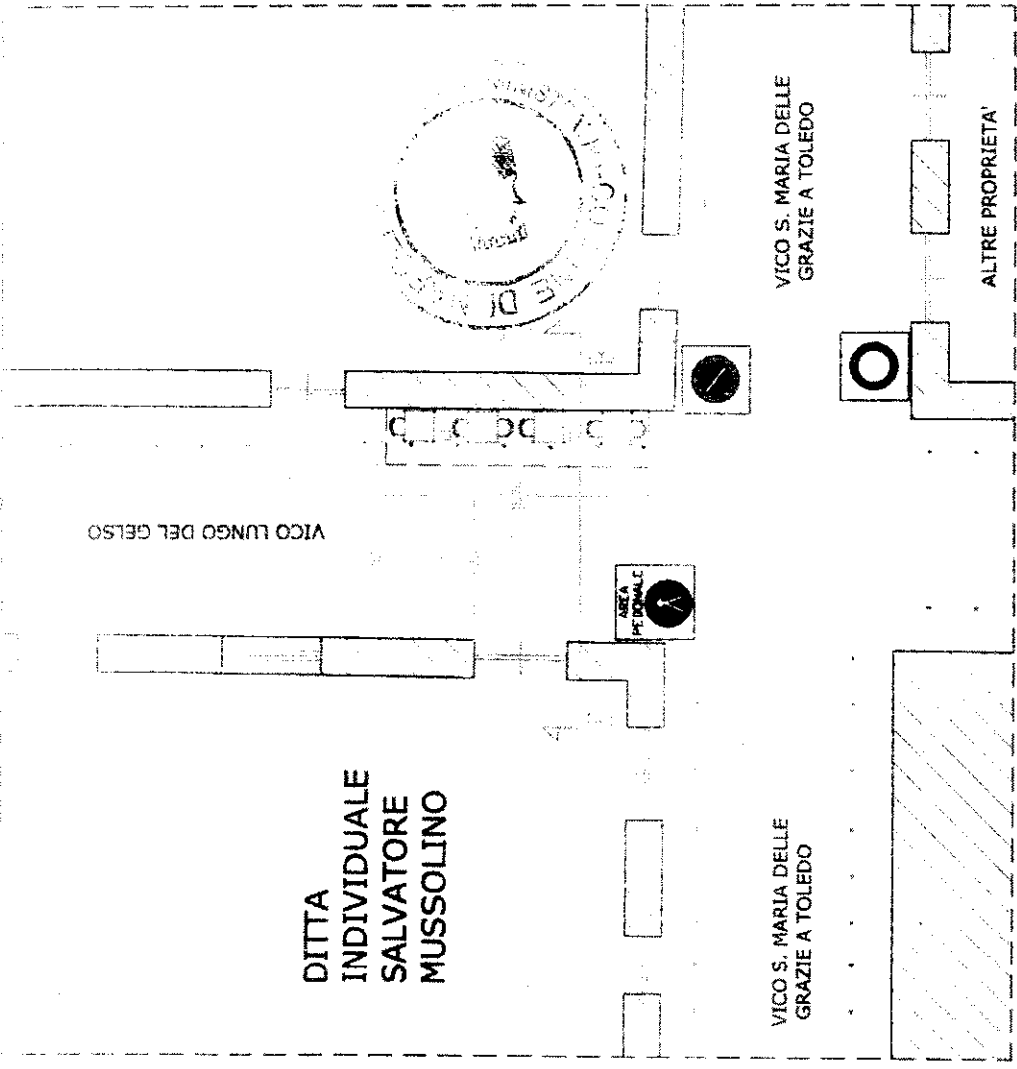 VICO S. MARIA DELLE
GRAZIE A TOLEDO
ALTRE PROPRIETA'
VICO LUNGO DEL GELSO
AREA
PEDONALE
DITTA
INDIVIDUALE
SALVATORE
MUSSOLINO
VICO S. MARIA DELLE
GRAZIE A TOLEDO